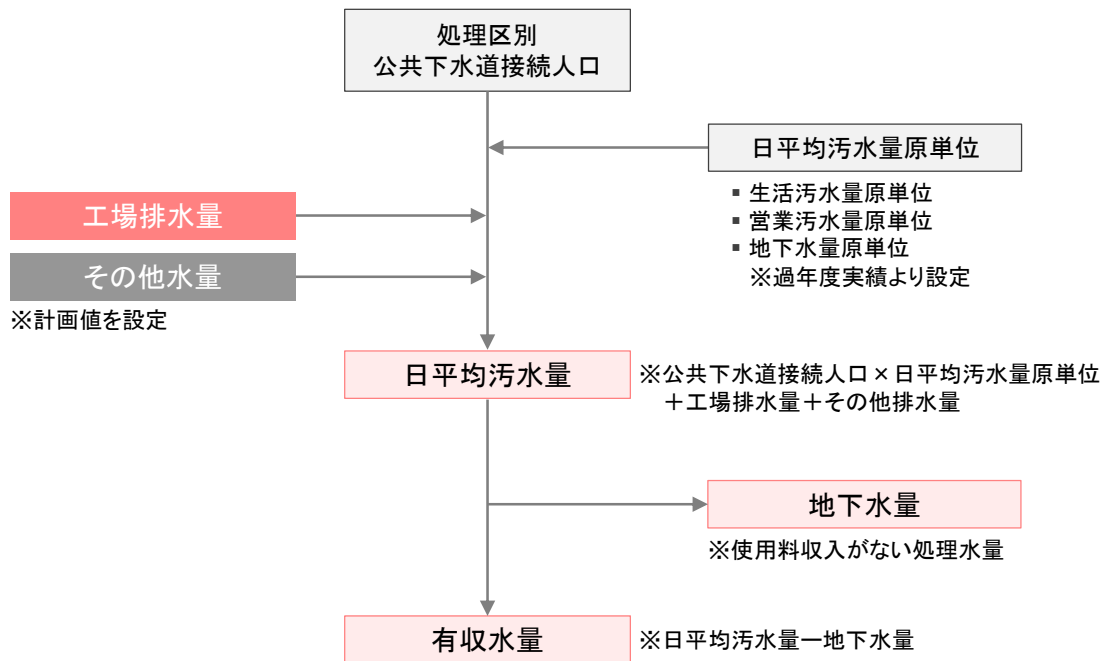 処理区別
公共下水道接続人口
日平均汚水量原単位
▪ 生活汚水量原単位
▪ 営業汚水量原単位
▪ 地下水量原単位
※過年度実績より設定
工場排水量
その他水量
※計画値を設定
日平均汚水量
※公共下水道接続人口×日平均汚水量原単位
＋工場排水量＋その他排水量
地下水量
※使用料収入がない処理水量
有収水量
※日平均汚水量ー地下水量